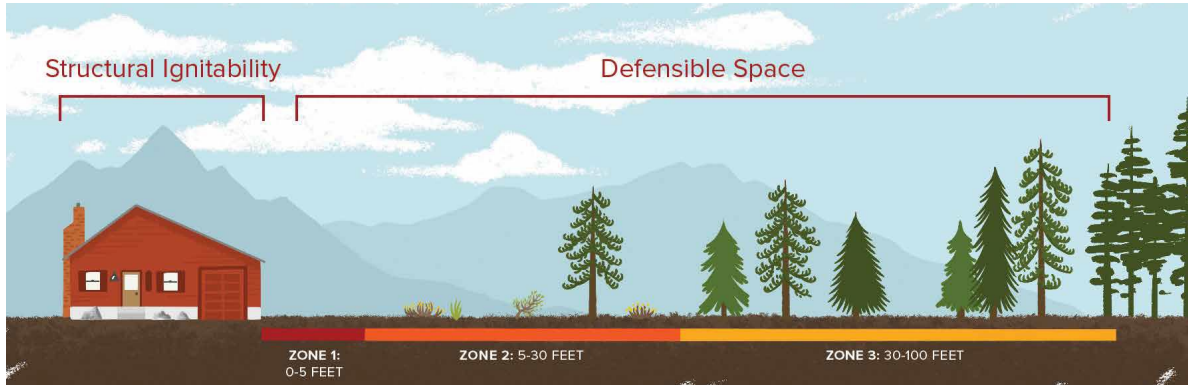 Structural Ignitability
Defensible Space
ZONE 1:
0-5 FEET
ZONE 2: 5-30 FEET
ZONE 3: 30-100 FEET